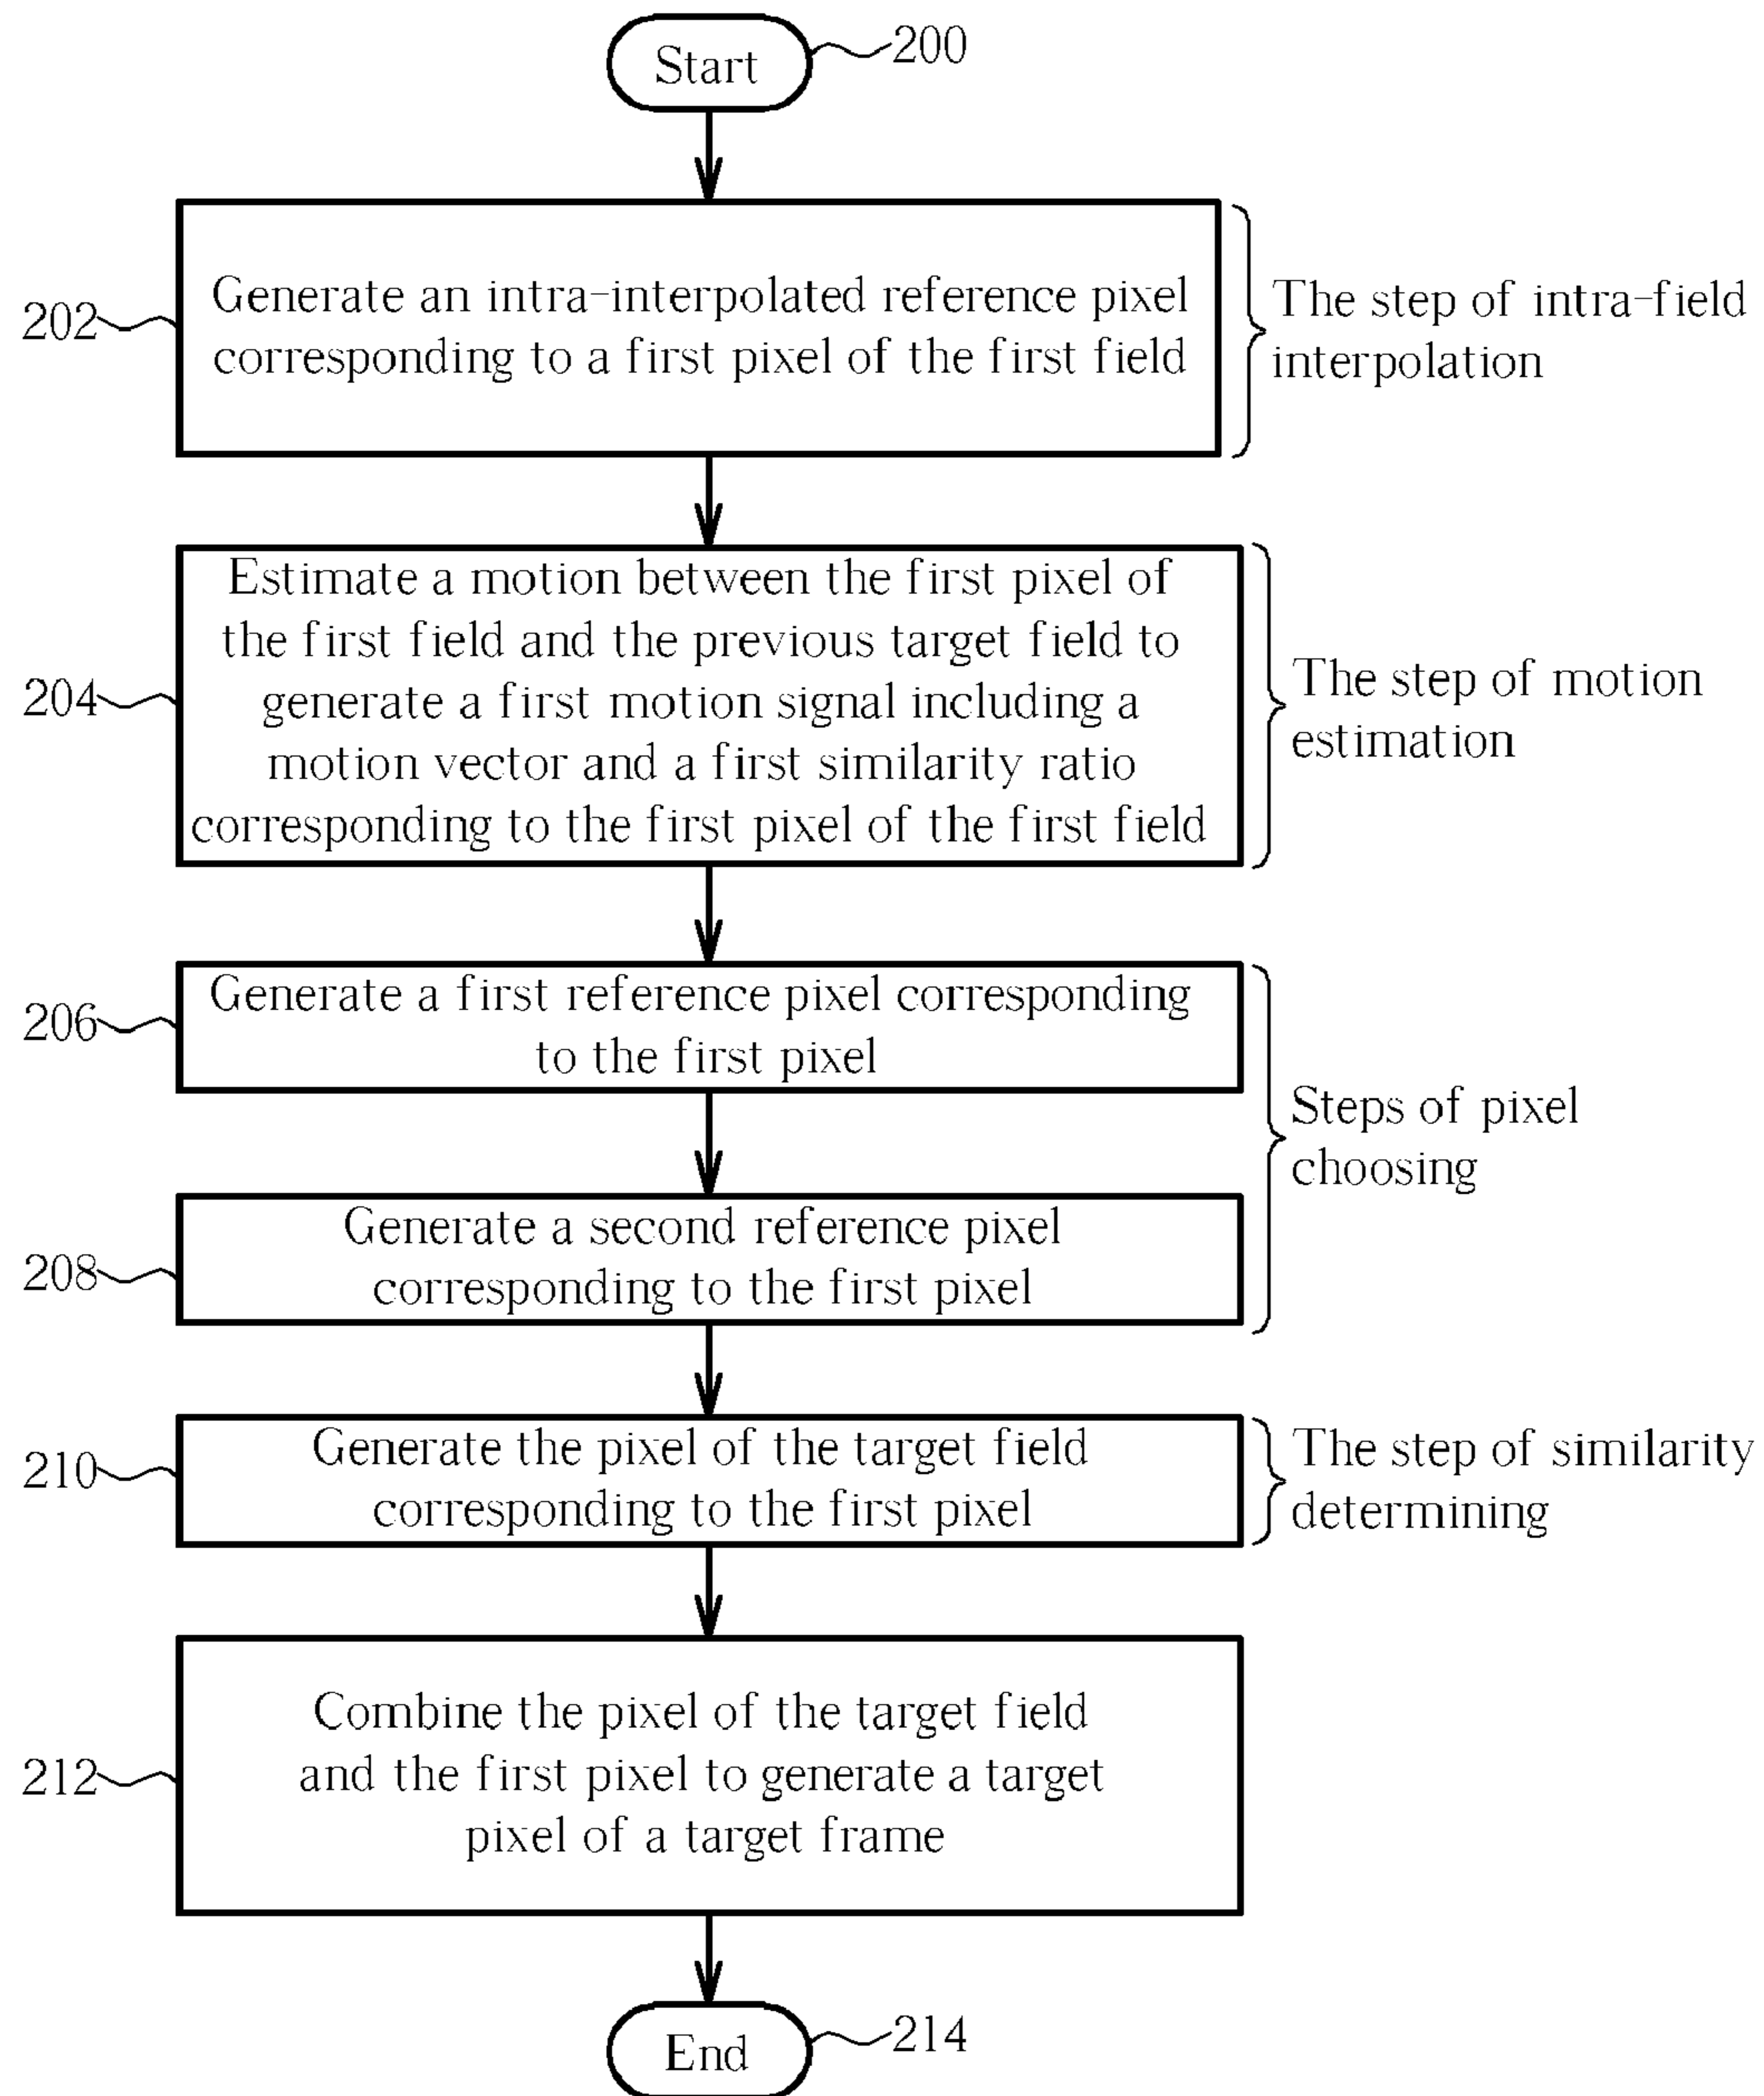 Start
200
202
Generate an intra-interpolated reference pixel
corresponding to a first pixel of the first field
The step of intra-field
interpolation
204
Estimate a motion between the first pixel of
the first field and the previous target field to
generate a first motion signal including a
motion vector and a first similarity ratio
corresponding to the first pixel of the first field
The step of motion
estimation
206
Generate a first reference pixel corresponding
to the first pixel
Steps of pixel
choosing
208
Generate a second reference pixel
corresponding to the first pixel
210
Generate the pixel of the target field
corresponding to the first pixel
The step of similarity
determining
212
Combine the pixel of the target field
and the first pixel to generate a target
pixel of a target frame
End
214